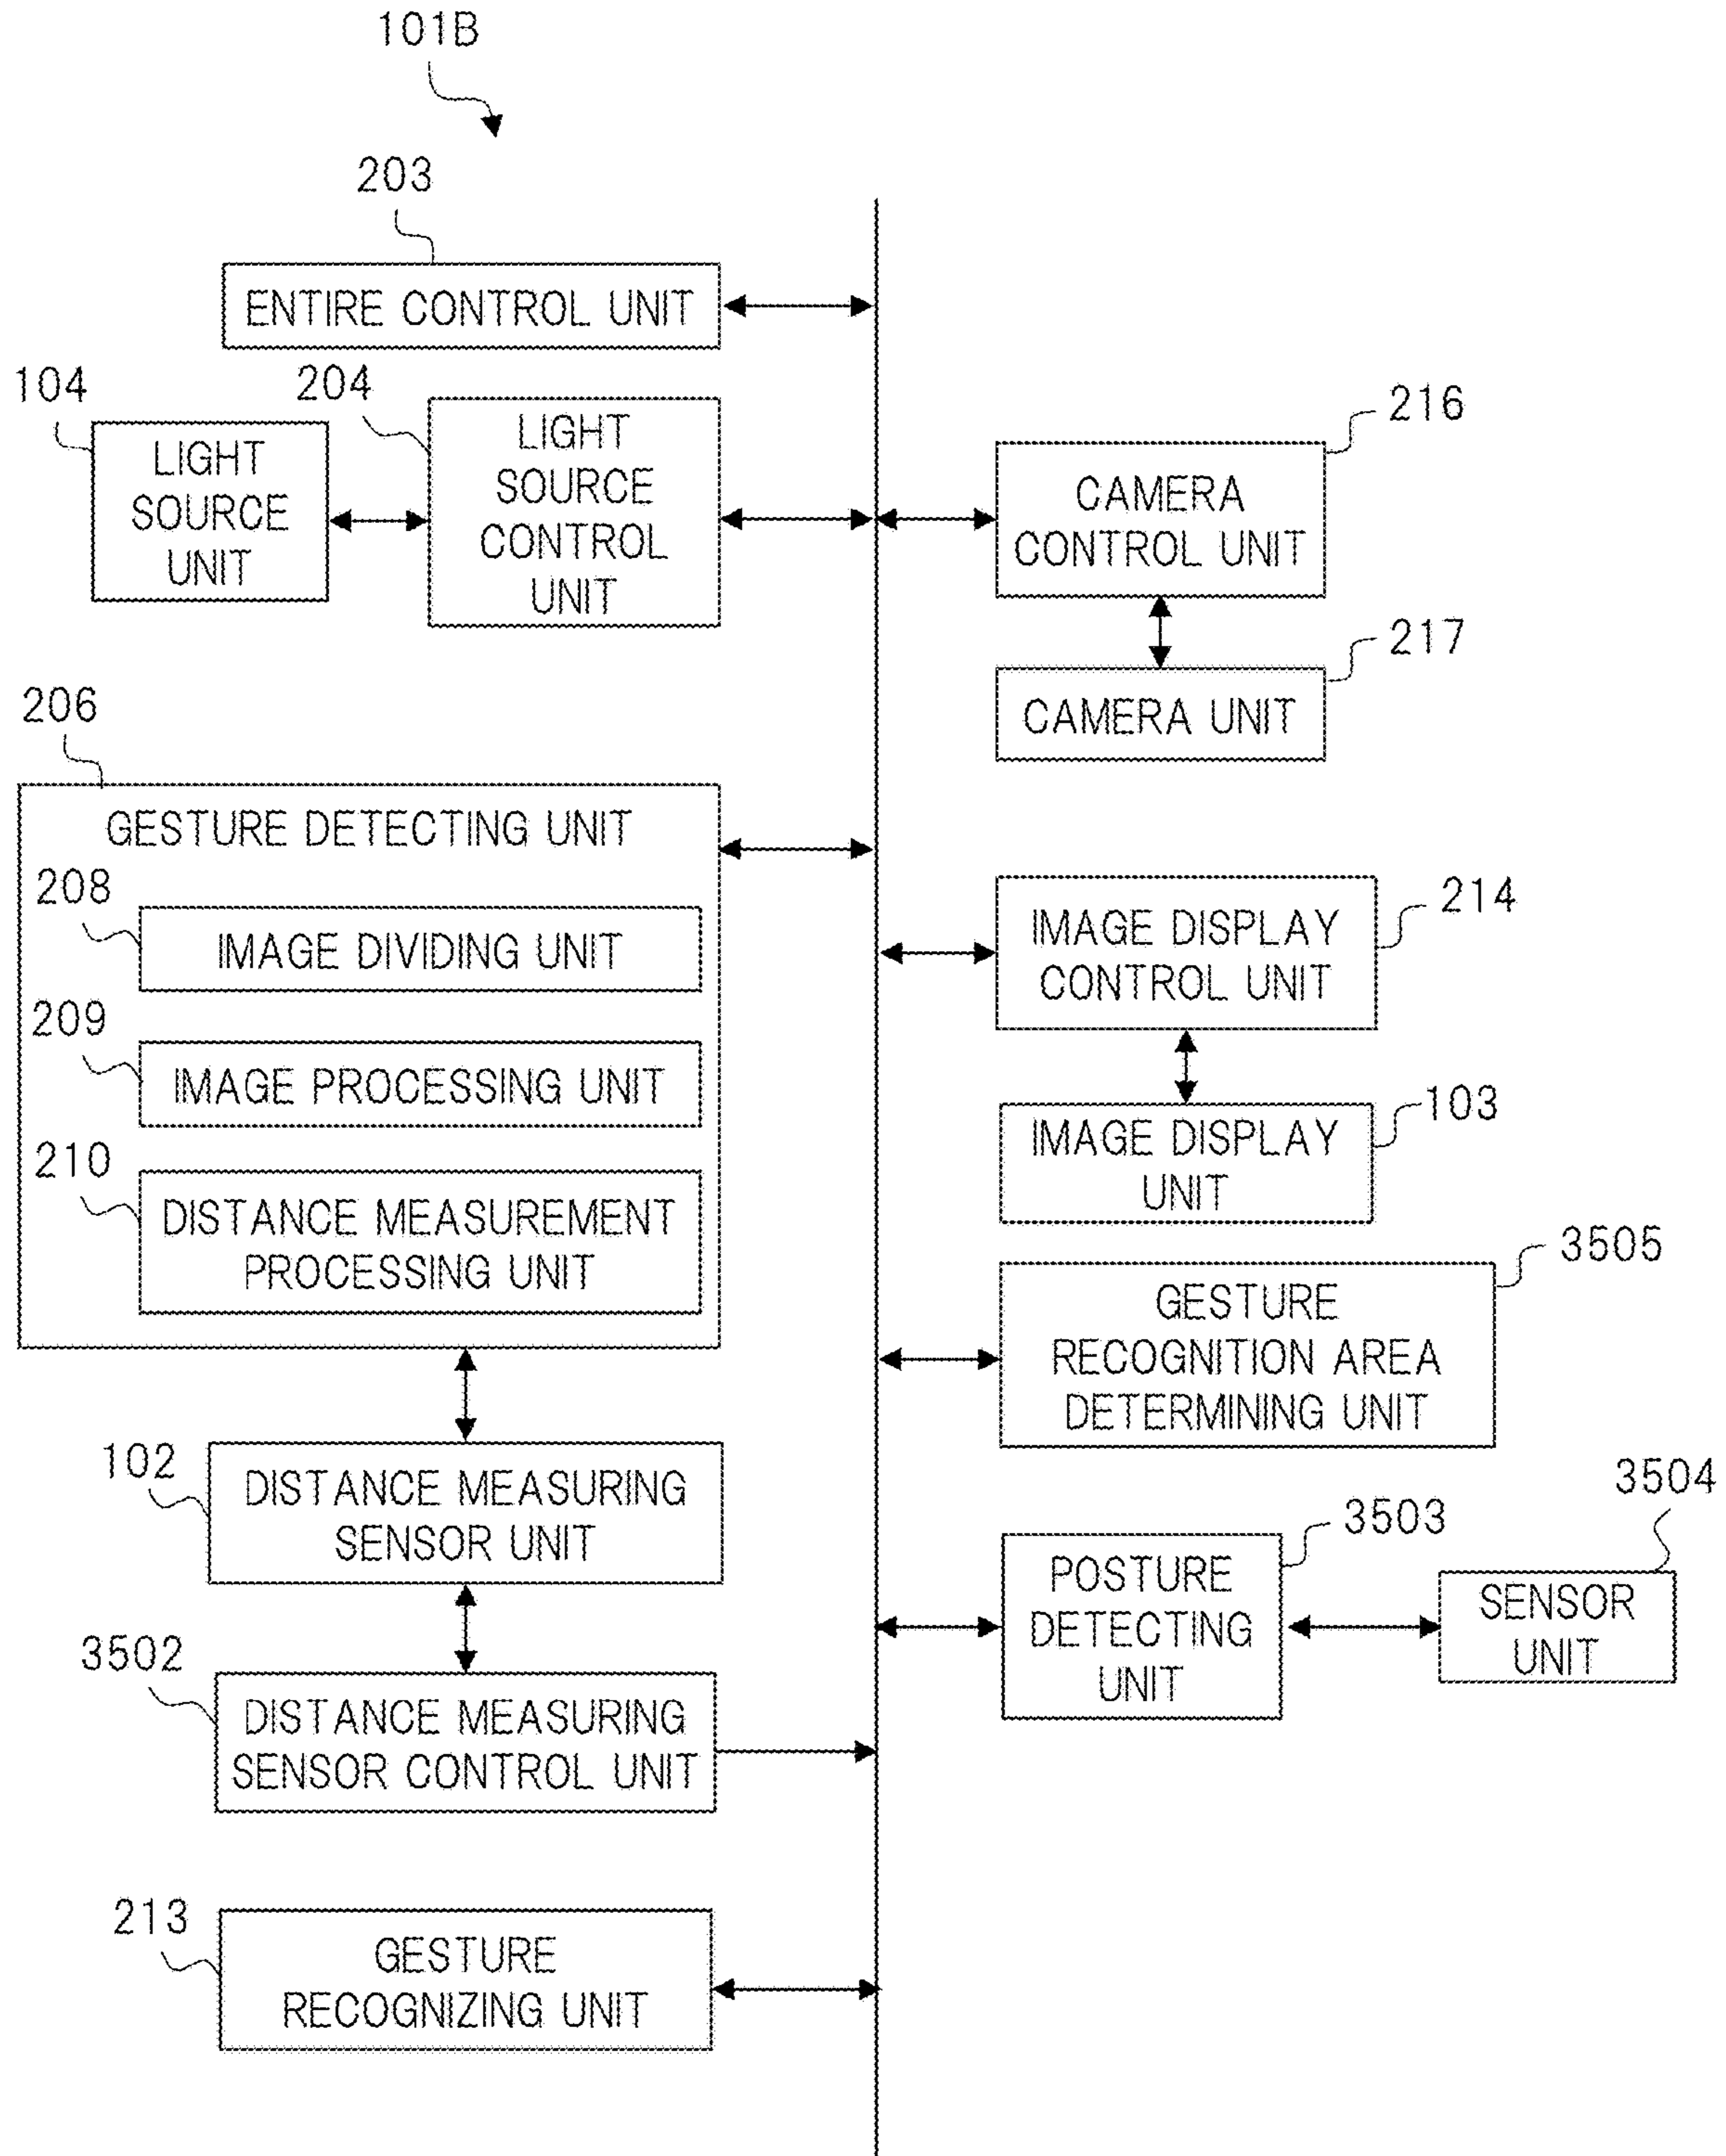 101B
203
ENTIRE CONTROL UNIT
104
LIGHT
SOURCE
UNIT
204
LIGHT
SOURCE
CONTROL
UNIT
216
CAMERA
CONTROL UNIT
217
CAMERA UNIT
206
GESTURE DETECTING UNIT
208
IMAGE DIVIDING UNIT
209
IMAGE PROCESSING UNIT
210
DISTANCE MEASUREMENT
PROCESSING UNIT
214
IMAGE DISPLAY
CONTROL UNIT
103
IMAGE DISPLAY
UNIT
3505
GESTURE
RECOGNITION AREA
DETERMINING UNIT
102
DISTANCE MEASURING
SENSOR UNIT
3503
POSTURE
DETECTING
UNIT
3504
SENSOR
UNIT
3502
DISTANCE MEASURING
SENSOR CONTROL UNIT
213
GESTURE
RECOGNIZING UNIT